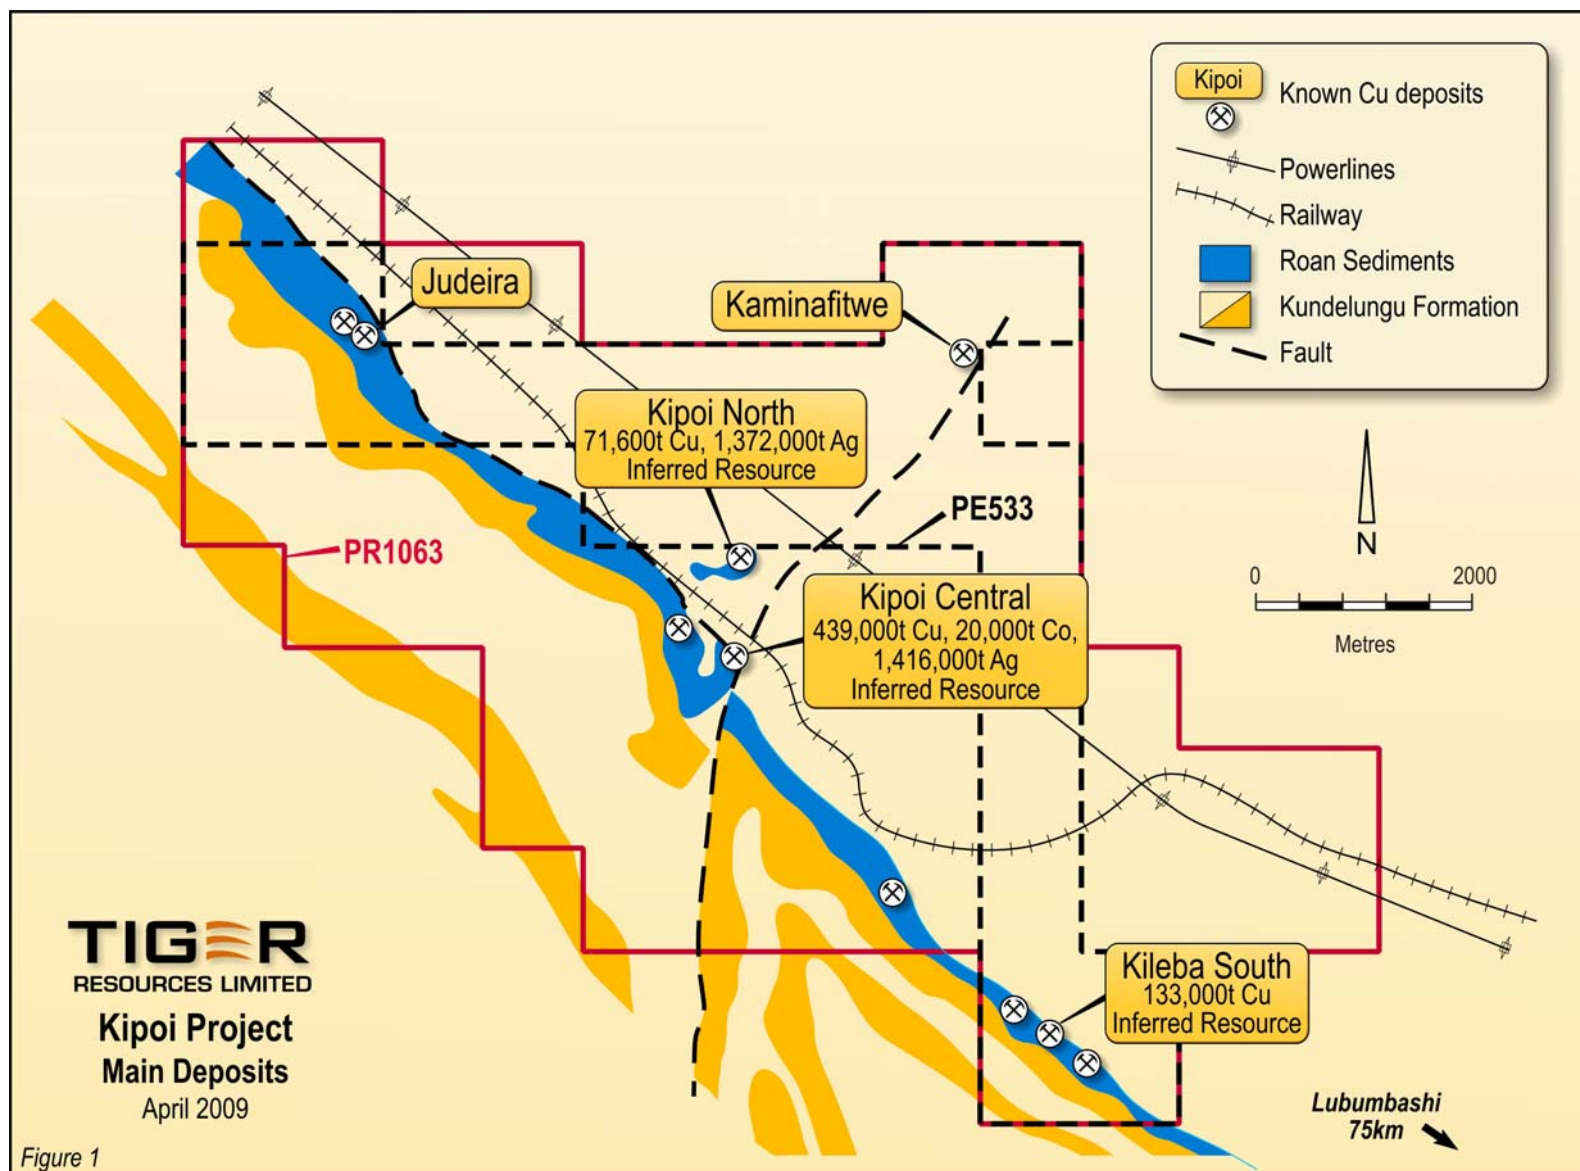 Kipoi
Known Cu deposits
Powerlines
Railway
Roan Sediments
Kundelungu Formation
Fault
Judeira
Kaminafitwe
Kipoi North
71,600t Cu, 1,372,000t Ag
Inferred Resource
PE533
PR1063
N
0 2000
Metres
Kipoi Central
439,000t Cu, 20,000t Co,
1,416,000t Ag
Inferred Resource
Kileba South
133,000t Cu
Inferred Resource
TIGER
RESOURCES LIMITED
Kipoi Project
Main Deposits
April 2009
Lubumbashi
75km
Figure 1